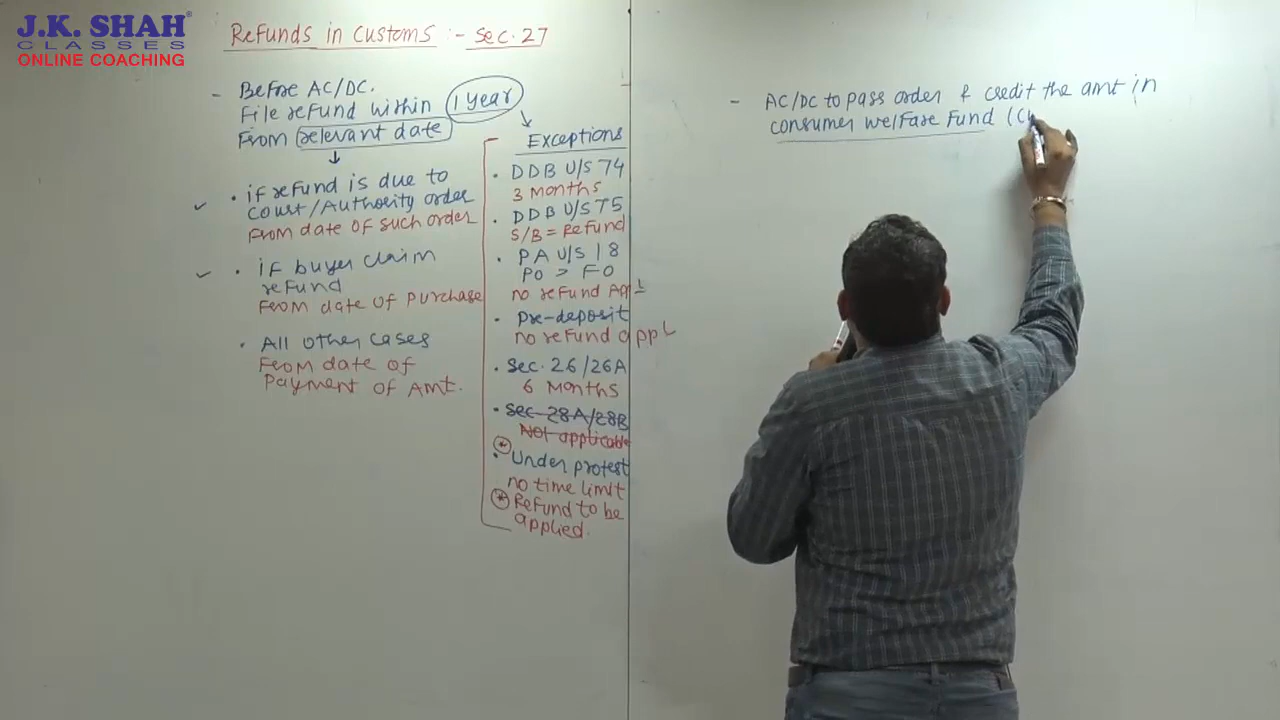 J.K. SHAH®
CLASSES
ONLINE COACHING
Refunds in Customs :- Sec. 27
- Before AC/DC.
File refund within 1 year
From relevant date
• if refund is due to
Court/Authority order
From date of such order
• if buyer claim
refund
From date of purchase
• All other cases
From date of
Payment of Amt.
Exceptions
• DDB U/S 74
3 Months
• DDB U/S 75
S/B = Refund
• PA U/S 18
PD > FD
no refund Appl
• Pre-deposit
no refund appl
• Sec. 26/26A
6 Months
• Sec 28A/28B
Not applicable
• Under protest
no time limit
* Refund to be
applied.
- AC/DC to pass order & credit the amt in
consumer welfare Fund (C